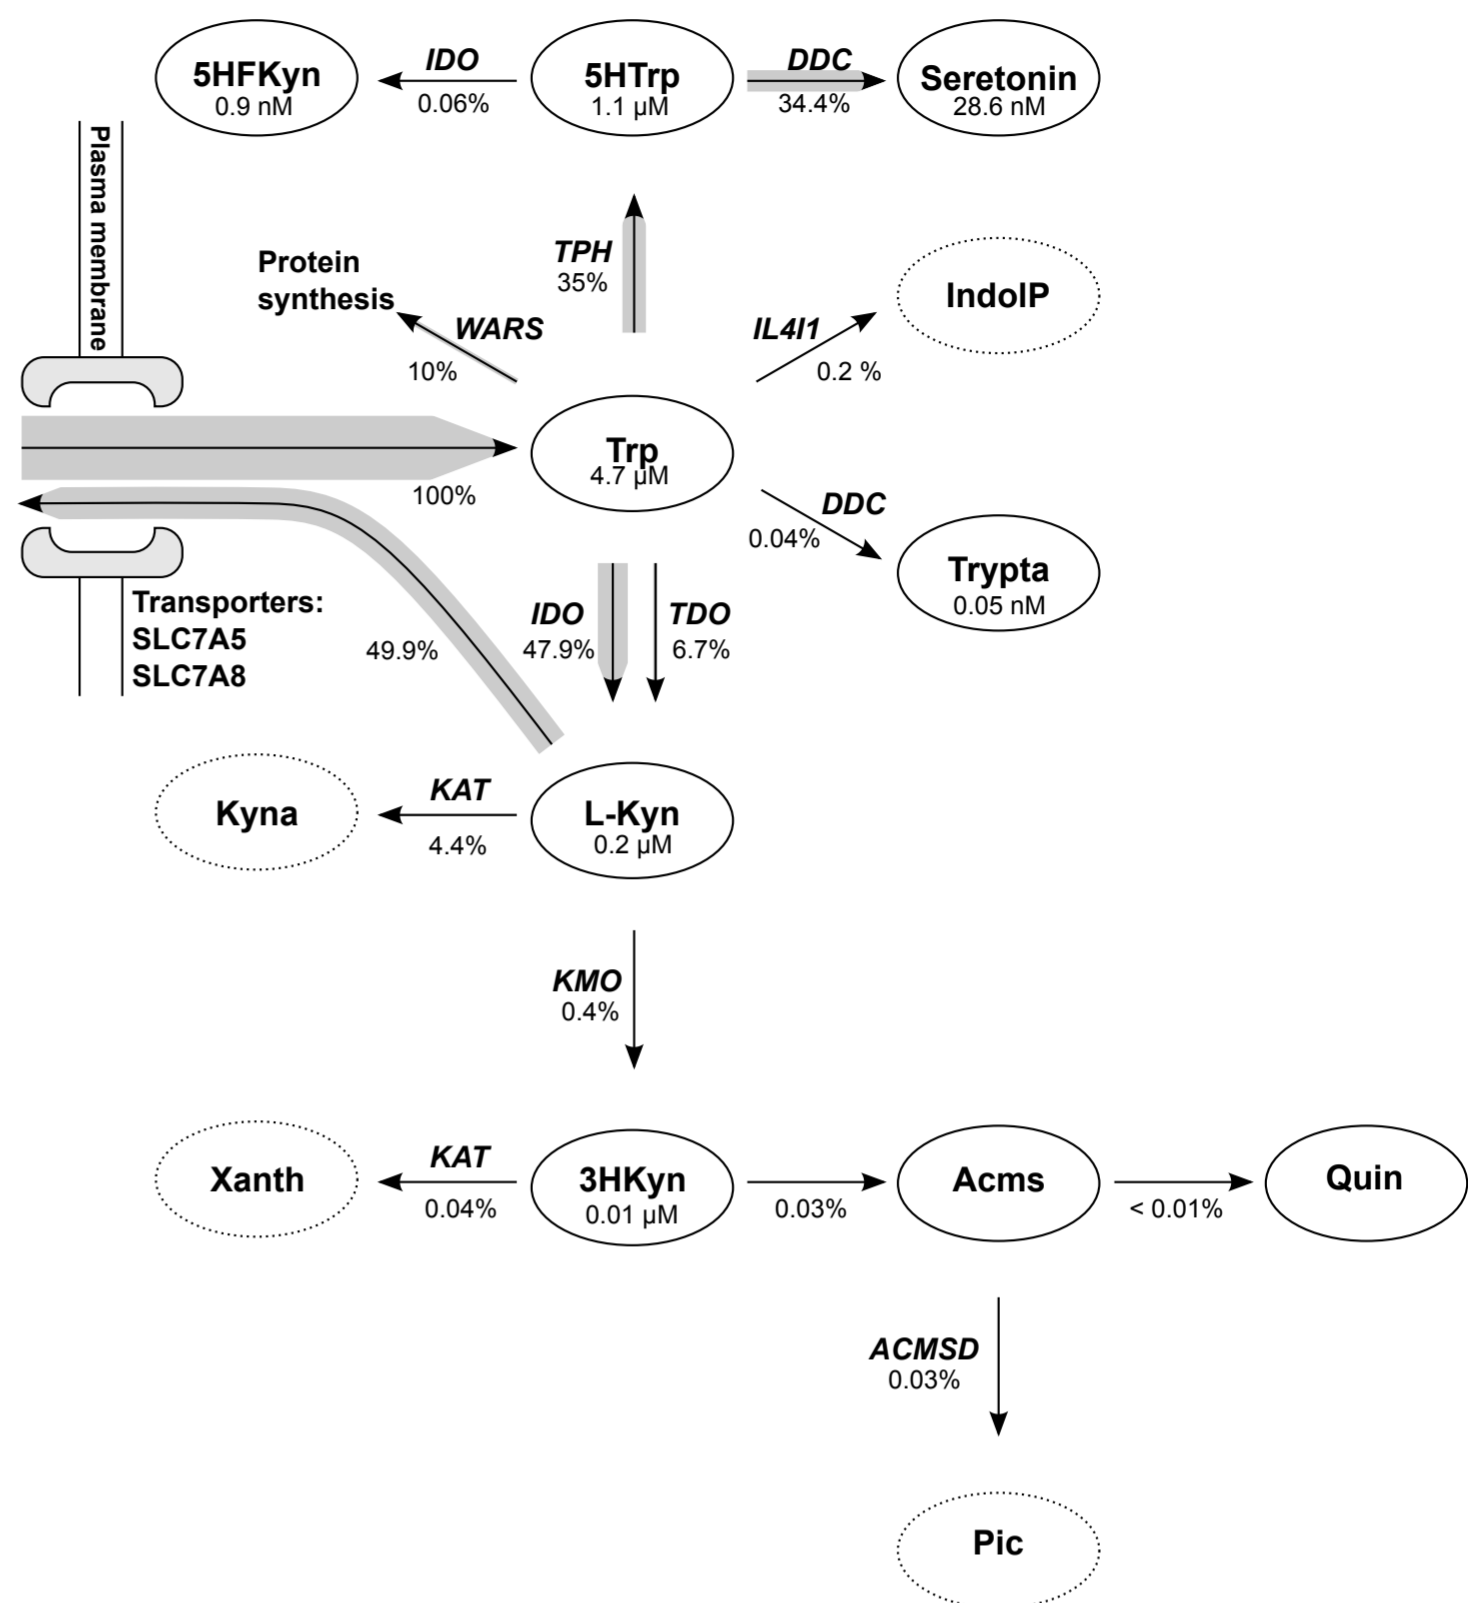 5HFKyn
0.9 nM
IDO
0.06%
5HTrp
1.1 µM
DDC
34.4%
Seretonin
28.6 nM
Plasma membrane
Protein
synthesis
WARS
10%
TPH
35%
IL4I1
0.2 %
IndolP
100%
Trp
4.7 µM
DDC
0.04%
Trypta
0.05 nM
Transporters:
SLC7A5
SLC7A8
49.9%
IDO
47.9%
TDO
6.7%
Kyna
KAT
4.4%
L-Kyn
0.2 µM
KMO
0.4%
Xanth
KAT
0.04%
3HKyn
0.01 µM
0.03%
Acms
< 0.01%
Quin
ACMSD
0.03%
Pic